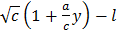 √c (1 + a/c y) − l